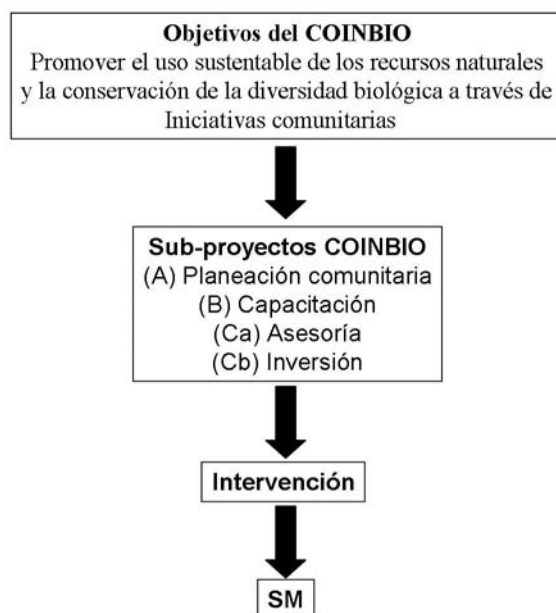 Objetivos del COINBIO
Promover el uso sustentable de los recursos naturales
y la conservación de la diversidad biológica a través de
Iniciativas comunitarias
Sub-proyectos COINBIO
(A) Planeación comunitaria
(B) Capacitación
(Ca) Asesoría
(Cb) Inversión
Intervención
SM